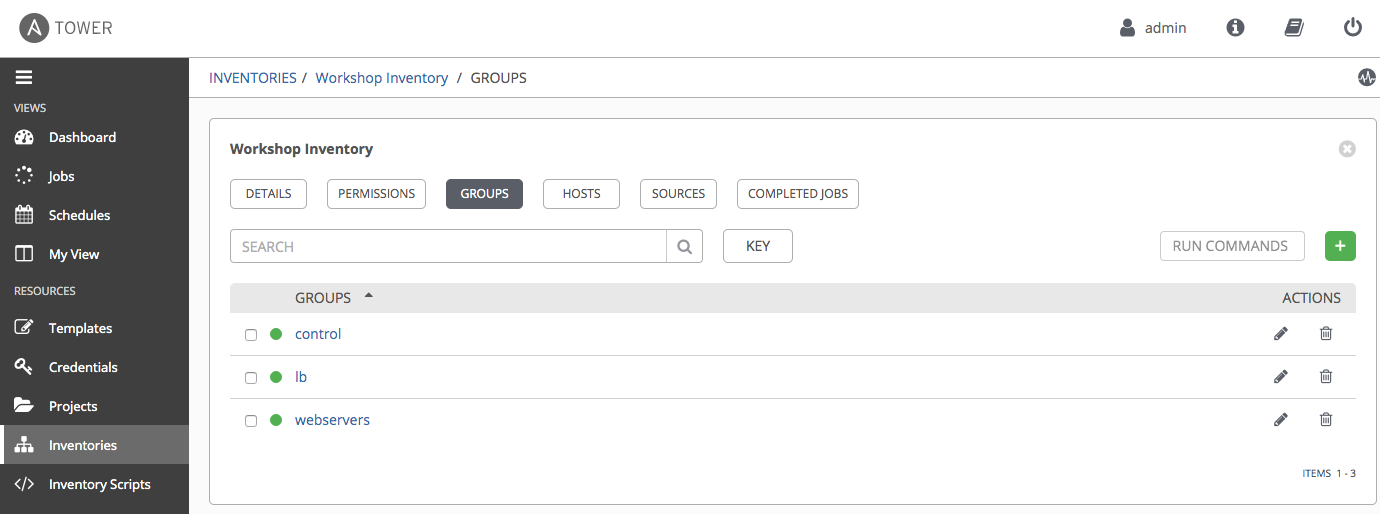 TOWER
admin
VIEWS
Dashboard
Jobs
Schedules
My View
RESOURCES
Templates
Credentials
Projects
Inventories
Inventory Scripts
INVENTORIES / Workshop Inventory / GROUPS
Workshop Inventory
DETAILS PERMISSIONS GROUPS HOSTS SOURCES COMPLETED JOBS
SEARCH KEY RUN COMMANDS +
GROUPS ACTIONS
control
lb
webservers
ITEMS 1 - 3